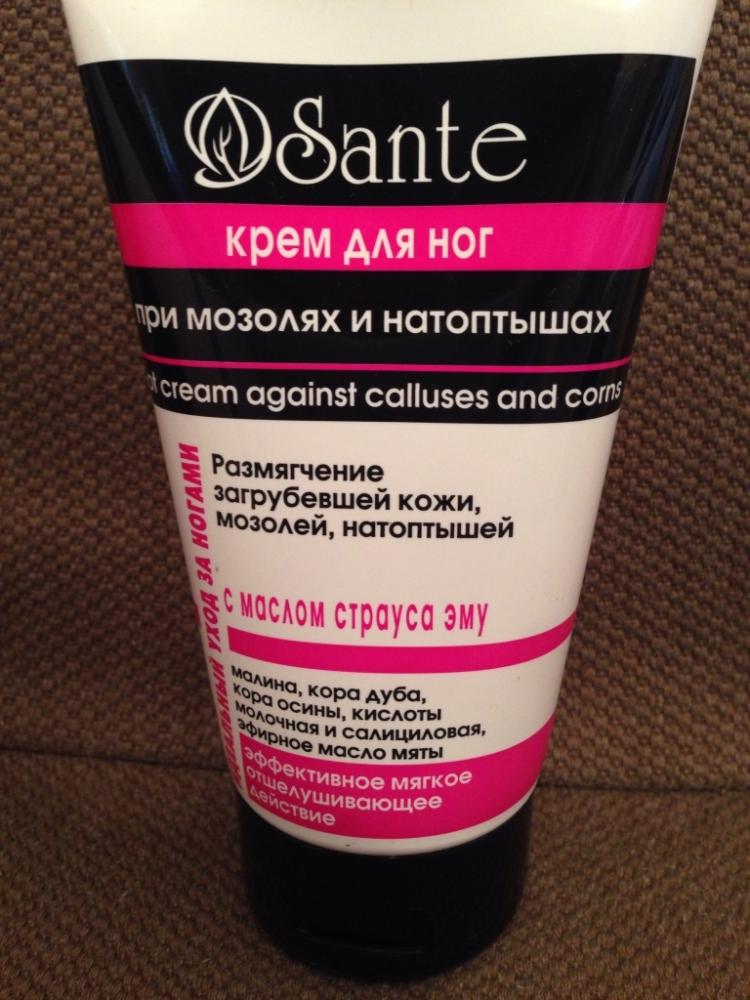 Sante
крем для ног
при мозолях и натоптышах
cream against calluses and corns
Размягчение
загрубевшей кожи,
мозолей, натоптышей
уход за ногами
с маслом страуса эму
малина, кора дуба,
кора осины, кислоты
молочная и салициловая,
эфирное масло мяты
эффективное мягкое
отшелушивающее
действие